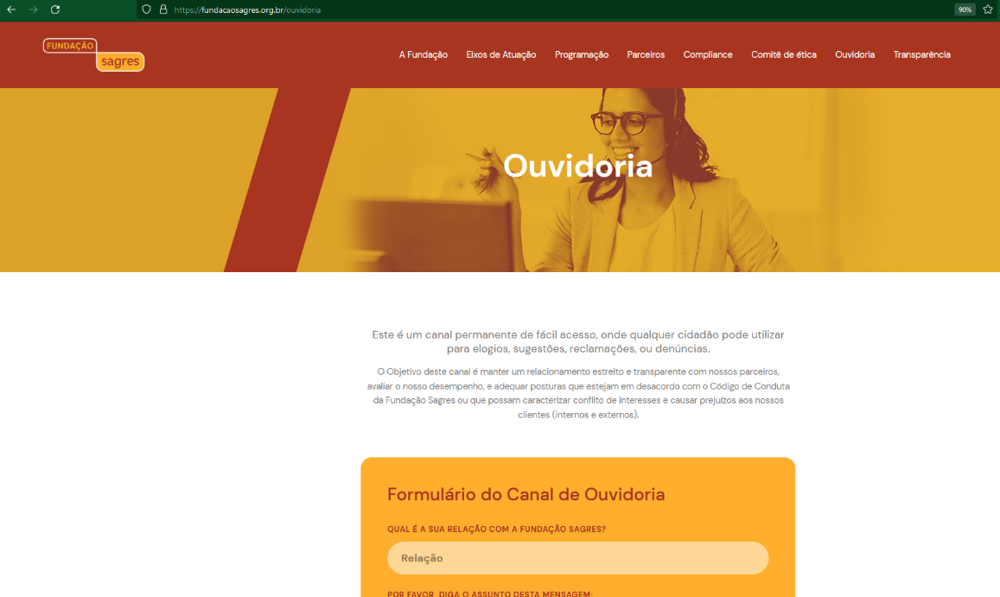 https://fundacaosagres.org.br/ouvidoria
90%
FUNDAÇÃO
sagres
A Fundação Eixos de Atuação Programação Parceiros Compliance Comitê de ética Ouvidoria Transparência
Ouvidoria
Este é um canal permanente de fácil acesso, onde qualquer cidadão pode utilizar
para elogios, sugestões, reclamações, ou denúncias.
O Objetivo deste canal é manter um relacionamento estreito e transparente com nossos parceiros,
avaliar o nosso desempenho, e adequar posturas que estejam em desacordo com o Código de Conduta
da Fundação Sagres ou que possam caracterizar conflito de interesses e causar prejuízos aos nossos
clientes (internos e externos).
Formulário do Canal de Ouvidoria
QUAL É A SUA RELAÇÃO COM A FUNDAÇÃO SAGRES?
Relação
POR FAVOR, DIGA O ASSUNTO DESTA MENSAGEM: